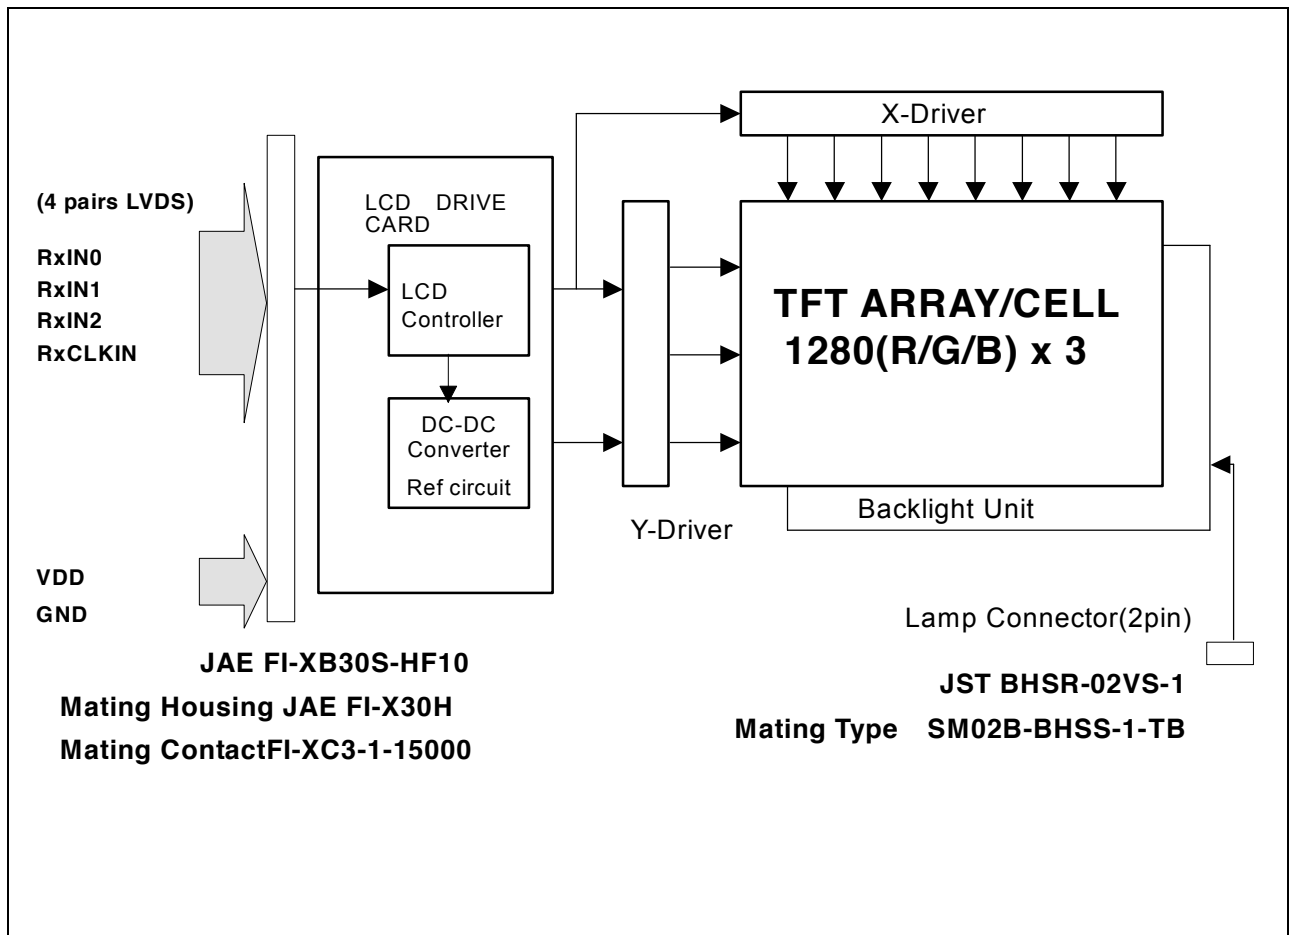 X-Driver
(4 pairs LVDS)
RxIN0
RxIN1
RxIN2
RxCLKIN
LCD DRIVE
CARD
LCD
Controller
DC-DC
Converter
Ref circuit
TFT ARRAY/CELL
1280(R/G/B) x 3
Backlight Unit
Y-Driver
VDD
GND
Lamp Connector(2pin)
JAE FI-XB30S-HF10
Mating Housing JAE FI-X30H
Mating ContactFI-XC3-1-15000
JST BHSR-02VS-1
Mating Type SM02B-BHSS-1-TB